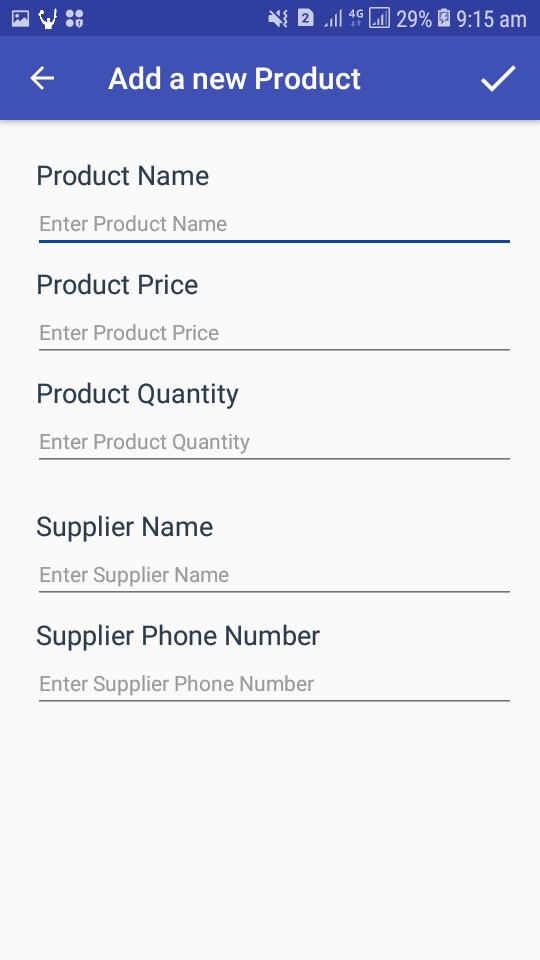 2 4G 29% 9:15 am
Add a new Product
Product Name
Enter Product Name
Product Price
Enter Product Price
Product Quantity
Enter Product Quantity
Supplier Name
Enter Supplier Name
Supplier Phone Number
Enter Supplier Phone Number